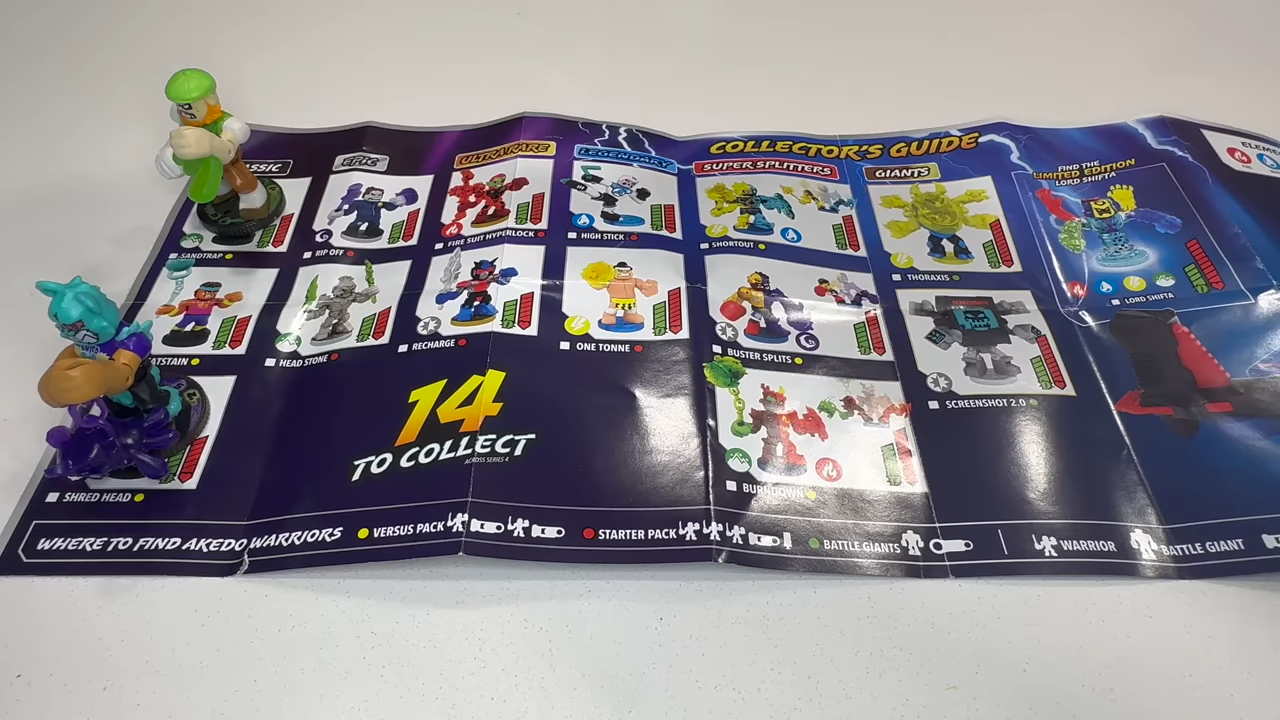 COLLECTOR'S GUIDE
EPIC
ULTRA RARE
LEGENDARY
SUPER SPLITTERS
GIANTS
FIND THE
LIMITED EDITION
LORD SHIFTA
SANDTRAP
RIP OFF
FIRE SUIT HYPERLOCK
HIGH STICK
SHORTOUT
THORAXIS
LORD SHIFTA
HEAD STONE
RECHARGE
ONE TONNE
BUSTER SPLITS
SCREENSHOT 2.0
14
TO COLLECT
ACROSS SERIES 4
SHRED HEAD
BURNDOWN
WHERE TO FIND AKEDO WARRIORS
VERSUS PACK
STARTER PACK
BATTLE GIANTS
WARRIOR
BATTLE GIANT